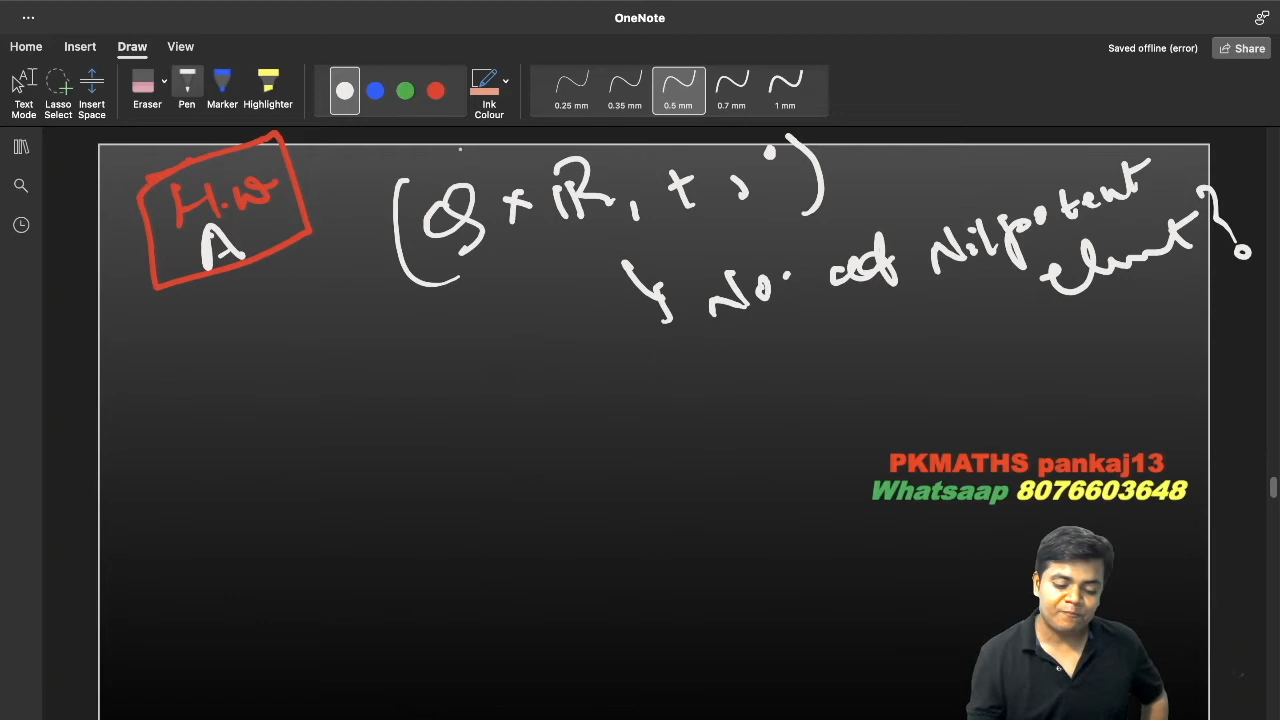 OneNote
Home Insert Draw View
Saved offline (error) Share
Text Mode
Lasso Select
Insert Space
Eraser
Pen
Marker
Highlighter
Ink Colour
0.25 mm 0.35 mm 0.5 mm 0.7 mm 1 mm
H.W
A
(Q × R, +, ·)
↳ No. of Nilpotent
element ?
PKMATHS pankaj13
Whatsaap 8076603648